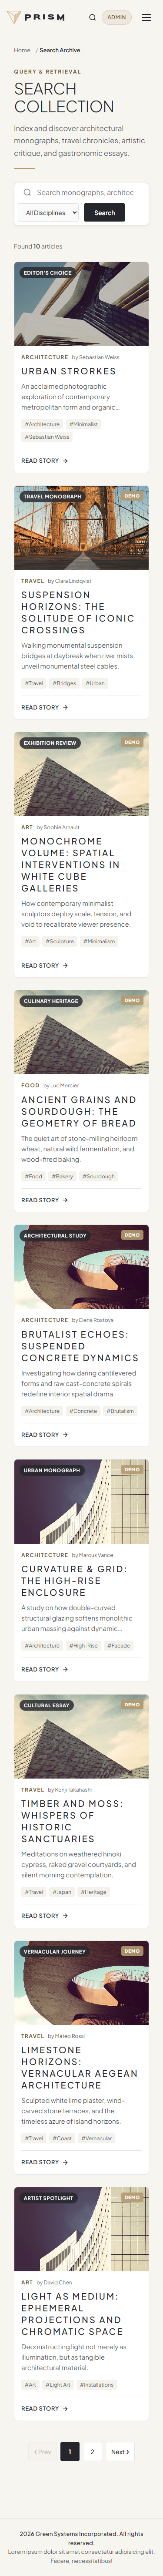 PRISM
ADMIN
Home / Search Archive
QUERY & RETRIEVAL
SEARCH
COLLECTION
Index and discover architectural
monographs, travel chronicles, artistic
critique, and gastronomic essays.
Search monographs, architec
All Disciplines
Search
Found 10 articles
EDITOR'S CHOICE
ARCHITECTURE by Sebastian Weiss
URBAN STRORKES
An acclaimed photographic
exploration of contemporary
metropolitan form and organic...
#Architecture #Minimalist
#Sebastian Weiss
READ STORY →
TRAVEL MONOGRAPH
DEMO
TRAVEL by Clara Lindqvist
SUSPENSION
HORIZONS: THE
SOLITUDE OF ICONIC
CROSSINGS
Walking monumental suspension
bridges at daybreak when river mists
unveil monumental steel cables.
#Travel #Bridges #Urban
READ STORY →
EXHIBITION REVIEW
DEMO
ART by Sophie Arnault
MONOCHROME
VOLUME: SPATIAL
INTERVENTIONS IN
WHITE CUBE
GALLERIES
How contemporary minimalist
sculptors deploy scale, tension, and
void to recalibrate viewer presence.
#Art #Sculpture #Minimalism
READ STORY →
CULINARY HERITAGE
DEMO
FOOD by Luc Mercier
ANCIENT GRAINS AND
SOURDOUGH: THE
GEOMETRY OF BREAD
The quiet art of stone-milling heirloom
wheat, natural wild fermentation, and
wood-fired baking.
#Food #Bakery #Sourdough
READ STORY →
ARCHITECTURAL STUDY
DEMO
ARCHITECTURE by Elena Rostova
BRUTALIST ECHOES:
SUSPENDED
CONCRETE DYNAMICS
Investigating how daring cantilevered
forms and raw cast-concrete spirals
redefine interior spatial drama.
#Architecture #Concrete #Brutalism
READ STORY →
URBAN MONOGRAPH
DEMO
ARCHITECTURE by Marcus Vance
CURVATURE & GRID:
THE HIGH-RISE
ENCLOSURE
A study on how double-curved
structural glazing softens monolithic
urban massing against dynamic...
#Architecture #High-Rise #Facade
READ STORY →
CULTURAL ESSAY
DEMO
TRAVEL by Kenji Takahashi
TIMBER AND MOSS:
WHISPERS OF
HISTORIC
SANCTUARIES
Meditations on weathered hinoki
cypress, raked gravel courtyards, and
silent morning contemplation.
#Travel #Japan #Heritage
READ STORY →
VERNACULAR JOURNEY
DEMO
TRAVEL by Mateo Rossi
LIMESTONE
HORIZONS:
VERNACULAR AEGEAN
ARCHITECTURE
Sculpted white lime plaster, wind-
carved stone terraces, and the
timeless azure of island horizons.
#Travel #Coast #Vernacular
READ STORY →
ARTIST SPOTLIGHT
DEMO
ART by David Chen
LIGHT AS MEDIUM:
EPHEMERAL
PROJECTIONS AND
CHROMATIC SPACE
Deconstructing light not merely as
illumination, but as tangible
architectural material.
#Art #Light Art #Installations
READ STORY →
‹ Prev 1 2 Next ›
2026 Green Systems Incorporated. All rights
reserved.
Lorem ipsum dolor sit amet consectetur adipisicing elit.
Facere, necessitatibus!